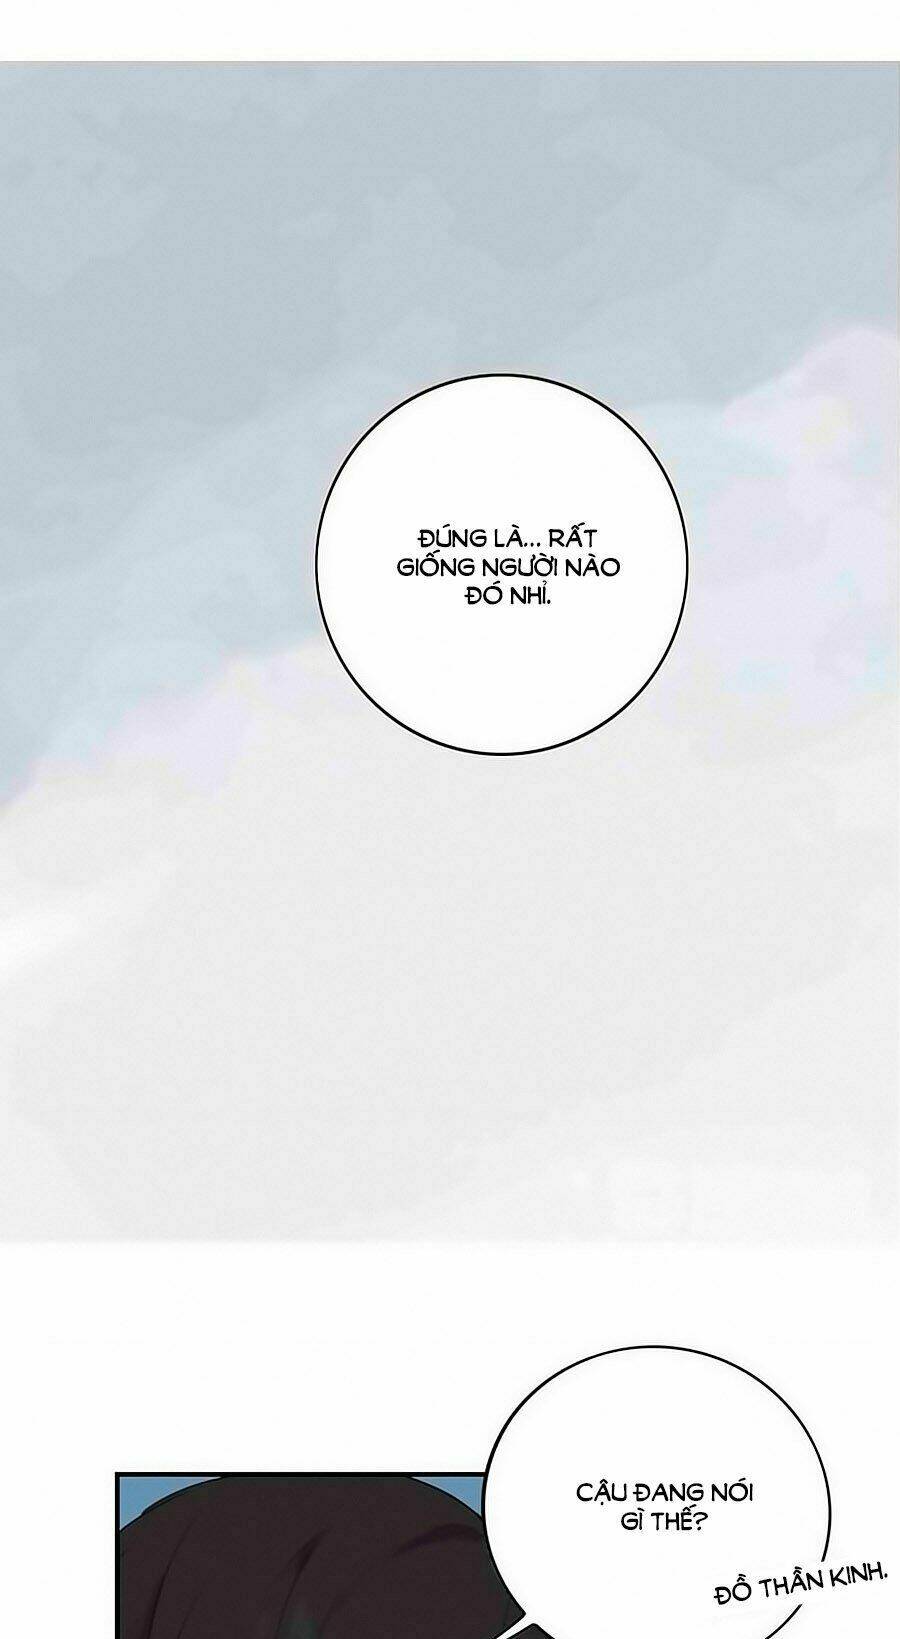 ĐÚNG LÀ... RẤT
GIỐNG NGƯỜI NÀO
ĐÓ NHỈ.
CẬU ĐANG NÓI
GÌ THẾ?
ĐỒ THẦN KINH.